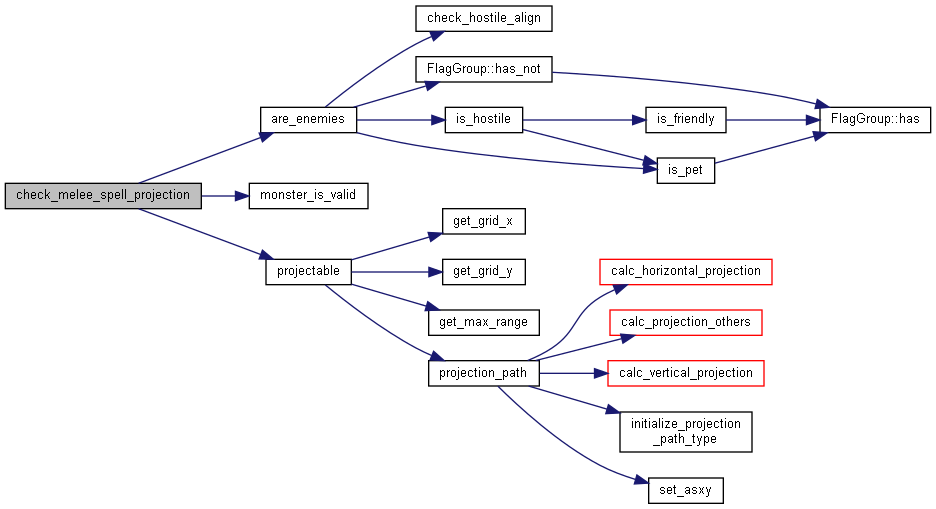 check_hostile_align
FlagGroup::has_not
are_enemies
is_hostile
is_friendly
FlagGroup::has
is_pet
check_melee_spell_projection
monster_is_valid
get_grid_x
projectable
get_grid_y
calc_horizontal_projection
get_max_range
calc_projection_others
projection_path
calc_vertical_projection
initialize_projection
_path_type
set_asxy